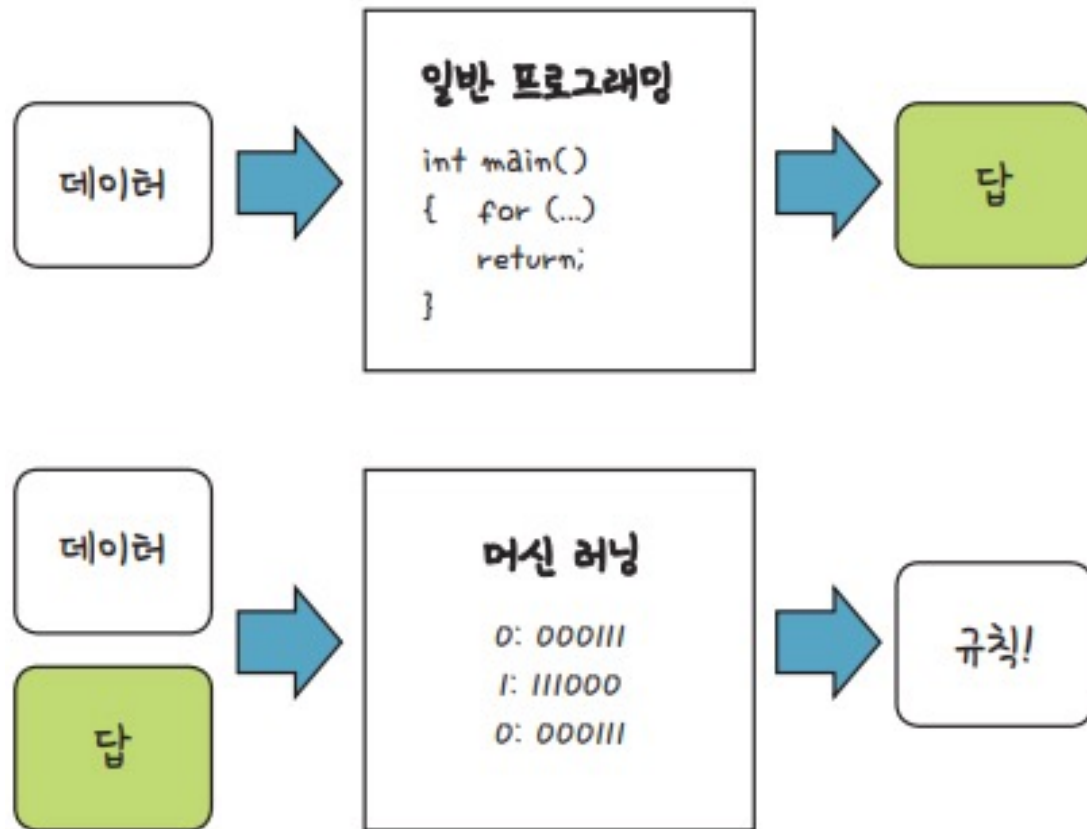 데이터
일반 프로그래밍
int main()
{ for (...)
return;
}
답
데이터
답
머신 러닝
0: 000111
1: 111000
0: 000111
규칙!